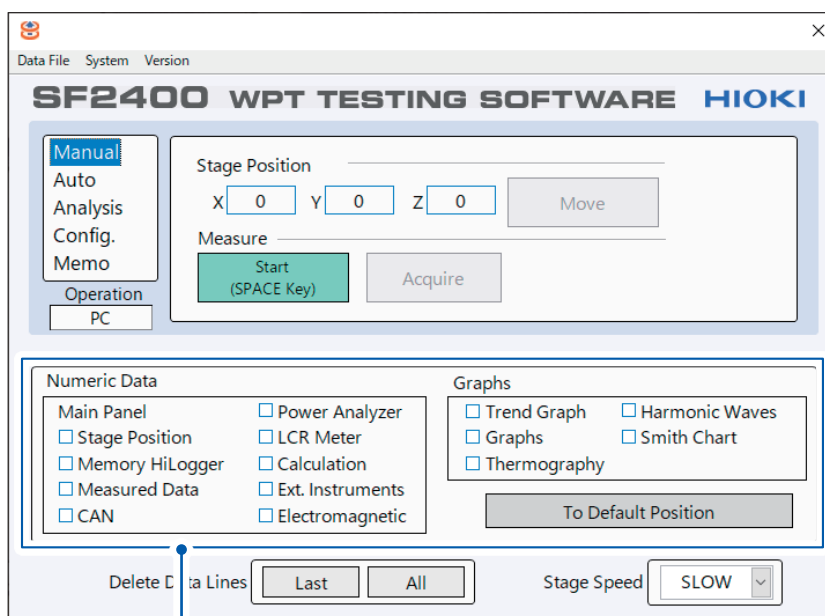 Data File System Version
SF2400 WPT TESTING SOFTWARE HIOKI
Manual
Auto
Analysis
Config.
Memo
Operation
PC
Stage Position
X 0 Y 0 Z 0 Move
Measure
Start
(SPACE Key)
Acquire
Numeric Data
Main Panel
Stage Position
Memory HiLogger
Measured Data
CAN
Power Analyzer
LCR Meter
Calculation
Ext. Instruments
Electromagnetic
Graphs
Trend Graph
Graphs
Thermography
Harmonic Waves
Smith Chart
To Default Position
Delete Data Lines Last All Stage Speed SLOW